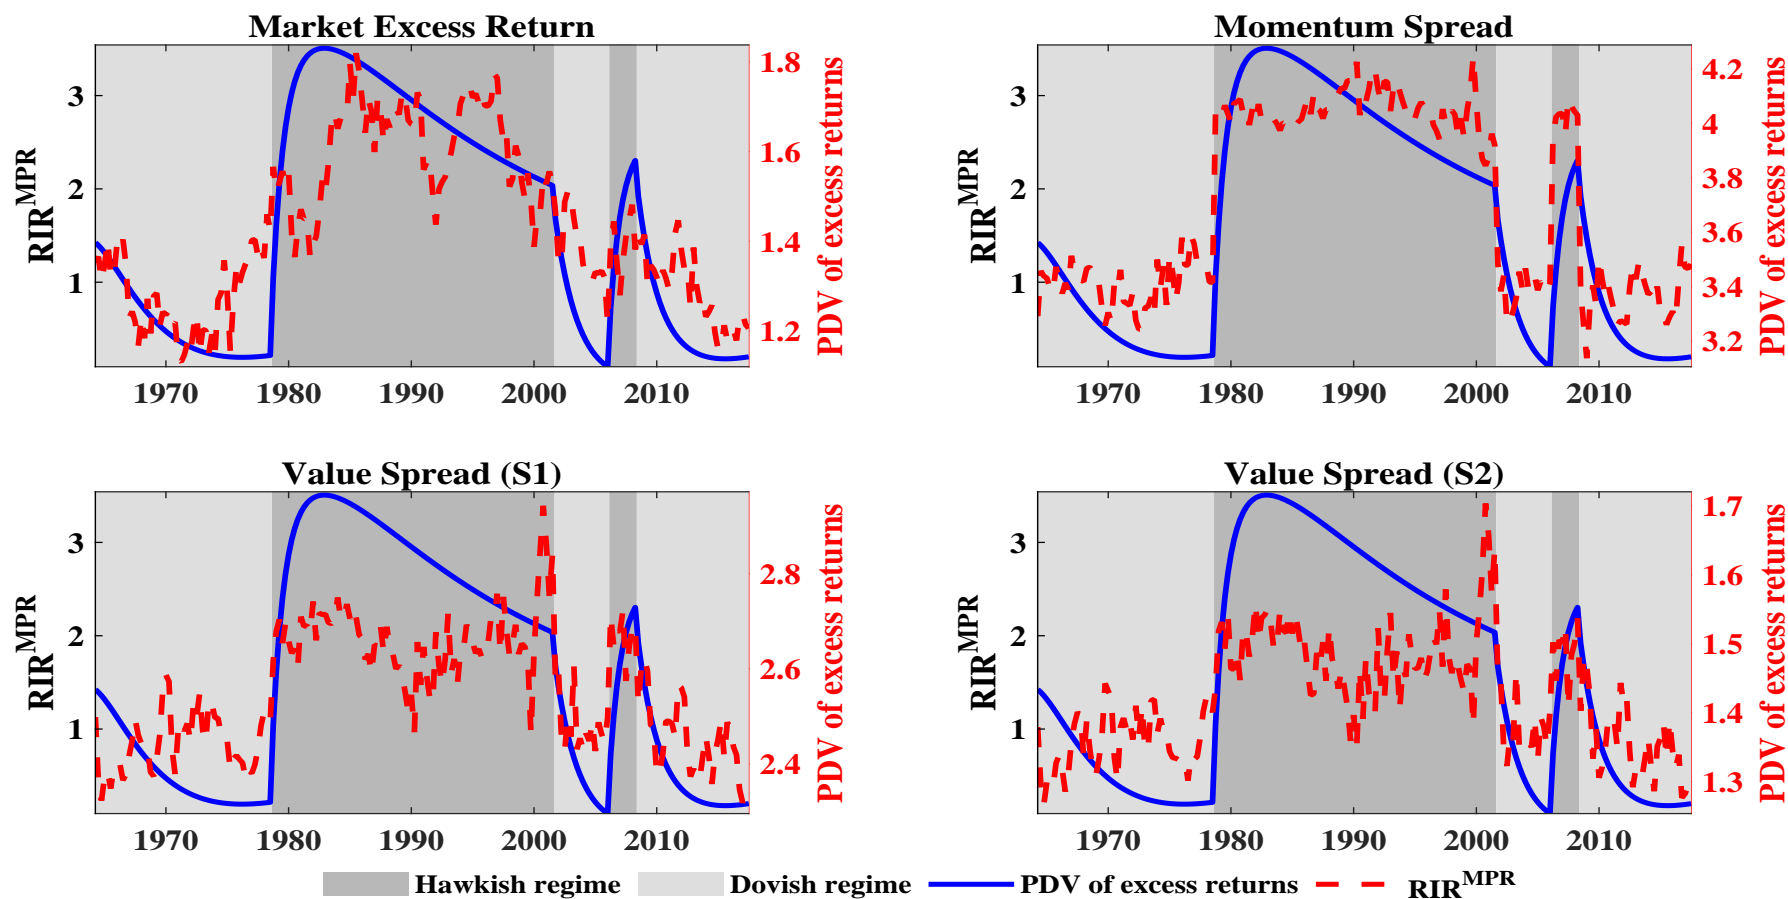 Market Excess Return
3
2
1
RIR^MPR
1.8
1.6
1.4
1.2
PDV of excess returns
1970 1980 1990 2000 2010
Momentum Spread
3
2
1
RIR^MPR
4.2
4
3.8
3.6
3.4
3.2
PDV of excess returns
1970 1980 1990 2000 2010
Value Spread (S1)
3
2
1
RIR^MPR
2.8
2.6
2.4
PDV of excess returns
1970 1980 1990 2000 2010
Value Spread (S2)
3
2
1
RIR^MPR
1.7
1.6
1.5
1.4
1.3
PDV of excess returns
1970 1980 1990 2000 2010
Hawkish regime Dovish regime PDV of excess returns RIR^MPR